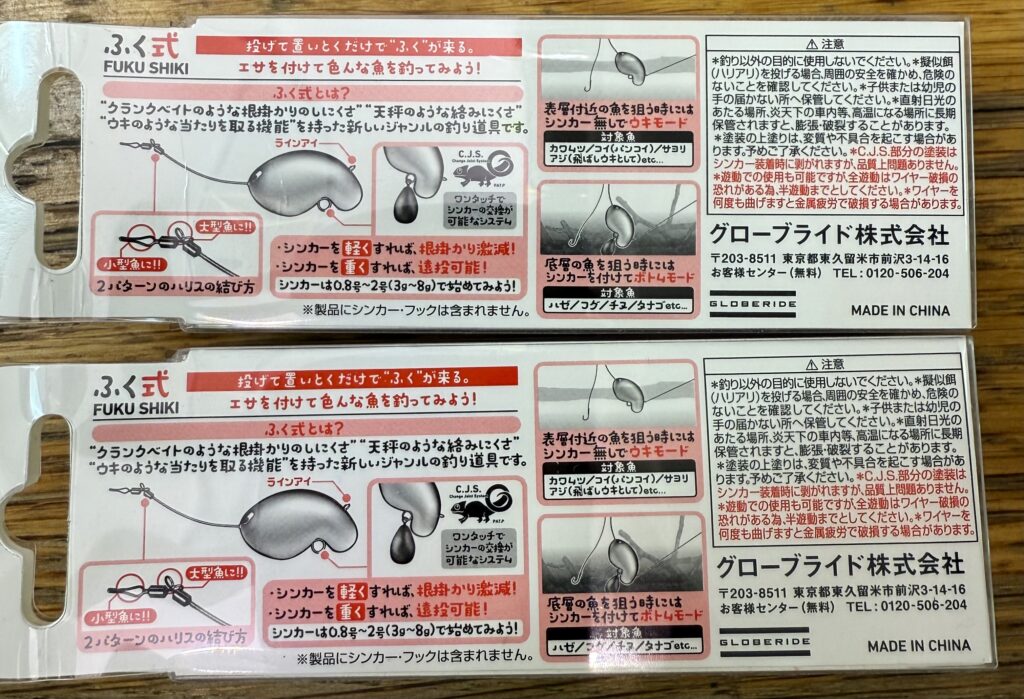 ふく式
FUKU SHIKI
投げて置いとくだけで“ふく”が来る。
エサを付けて色んな魚を釣ってみよう!
ふく式とは?
“クランクベイトのような根掛かりのしにくさ”“天秤のような絡みにくさ”
“ウキのような当たりを取る機能”を持った新しいジャンルの釣り道具です。
ラインアイ
C.J.S.
Change Joint System
PAT.P
ワンタッチで
シンカーの交換が
可能なシステム
大型魚に!!
小型魚に!!
2パターンのハリスの結び方
・シンカーを軽くすれば、根掛かり激減!
・シンカーを重くすれば、遠投可能!
シンカーは0.8号~2号(3g~8g)で始めてみよう!
※製品にシンカー・フックは含まれません。
表層付近の魚を狙う時には
シンカー無しでウキモード
対象魚
カワムツ/コイ(パンコイ)/サヨリ
アジ(飛ばしウキとして)etc...
底層の魚を狙う時には
シンカーを付けてボトムモード
対象魚
ハゼ/フグ/チヌ/タナゴetc...
⚠注意
*釣り以外の目的に使用しないでください。*擬似餌
(ハリアリ)を投げる場合、周囲の安全を確かめ、危険の
ないことを確認してください。*子供または幼児の
手の届かない所へ保管してください。*直射日光の
あたる場所、炎天下の車内等、高温になる場所に長期
保管されますと、膨張・破裂することがあります。
*塗装の上塗りは、変質や不具合を起こす場合があ
ります。予めご了承ください。*C.J.S.部分の塗装は
シンカー装着時に剥がれますが、品質上問題ありません。
*遊動での使用も可能ですが、全遊動はワイヤー破損の
恐れがある為、半遊動までとしてください。*ワイヤーを
何度も曲げますと金属疲労で破損する場合があります。
グローブライド株式会社
〒203-8511 東京都東久留米市前沢3-14-16
お客様センター(無料) TEL:0120-506-204
GLOBERIDE
MADE IN CHINA
ふく式
FUKU SHIKI
投げて置いとくだけで“ふく”が来る。
エサを付けて色んな魚を釣ってみよう!
ふく式とは?
“クランクベイトのような根掛かりのしにくさ”“天秤のような絡みにくさ”
“ウキのような当たりを取る機能”を持った新しいジャンルの釣り道具です。
ラインアイ
C.J.S.
Change Joint System
PAT.P
ワンタッチで
シンカーの交換が
可能なシステム
大型魚に!!
小型魚に!!
2パターンのハリスの結び方
・シンカーを軽くすれば、根掛かり激減!
・シンカーを重くすれば、遠投可能!
シンカーは0.8号~2号(3g~8g)で始めてみよう!
※製品にシンカー・フックは含まれません。
表層付近の魚を狙う時には
シンカー無しでウキモード
対象魚
カワムツ/コイ(パンコイ)/サヨリ
アジ(飛ばしウキとして)etc...
底層の魚を狙う時には
シンカーを付けてボトムモード
対象魚
ハゼ/フグ/チヌ/タナゴetc...
⚠注意
*釣り以外の目的に使用しないでください。*擬似餌
(ハリアリ)を投げる場合、周囲の安全を確かめ、危険の
ないことを確認してください。*子供または幼児の
手の届かない所へ保管してください。*直射日光の
あたる場所、炎天下の車内等、高温になる場所に長期
保管されますと、膨張・破裂することがあります。
*塗装の上塗りは、変質や不具合を起こす場合があ
ります。予めご了承ください。*C.J.S.部分の塗装は
シンカー装着時に剥がれますが、品質上問題ありません。
*遊動での使用も可能ですが、全遊動はワイヤー破損の
恐れがある為、半遊動までとしてください。*ワイヤーを
何度も曲げますと金属疲労で破損する場合があります。
グローブライド株式会社
〒203-8511 東京都東久留米市前沢3-14-16
お客様センター(無料) TEL:0120-506-204
GLOBERIDE
MADE IN CHINA